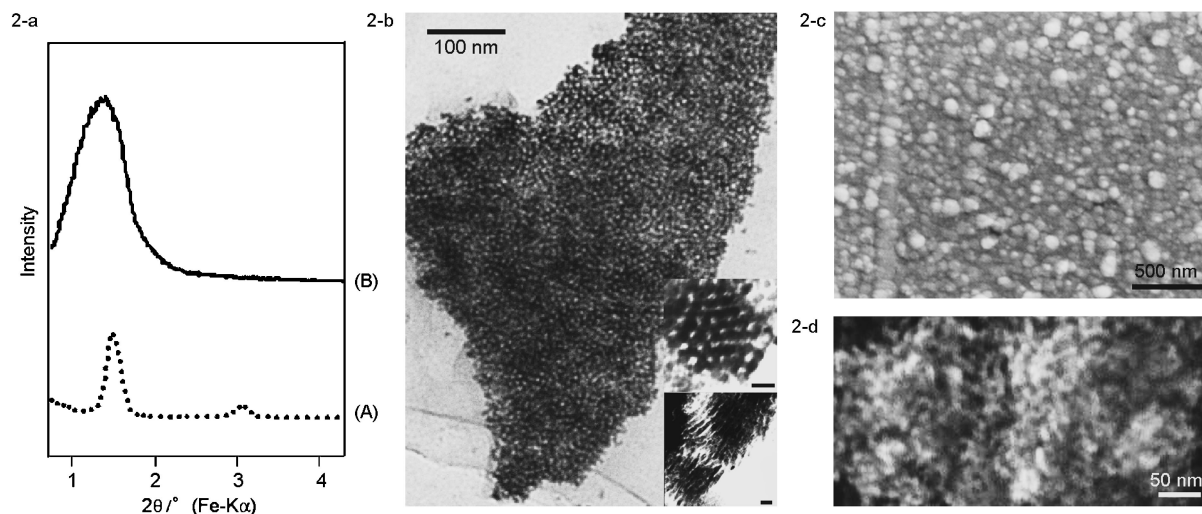 2-a
Intensity
(B)
(A)
1 2 3 4
2θ/° (Fe-Kα)
2-b
100 nm
2-c
500 nm
2-d
50 nm